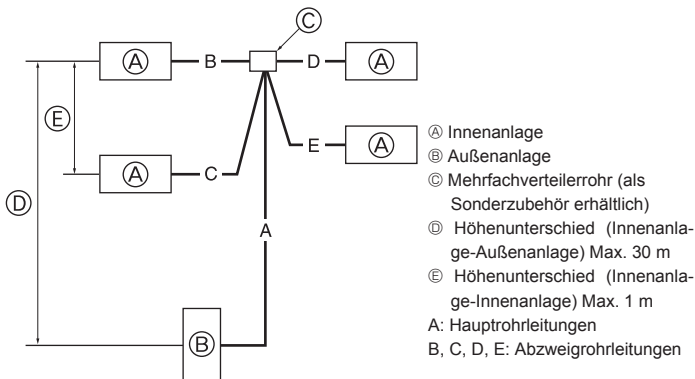 Ⓒ
Ⓐ B D Ⓐ
Ⓔ
Ⓐ C E Ⓐ
Ⓓ
A
Ⓑ
Ⓐ Innenanlage
Ⓑ Außenanlage
Ⓒ Mehrfachverteilerrohr (als
Sonderzubehör erhältlich)
Ⓓ Höhenunterschied (Innenanla-
ge-Außenanlage) Max. 30 m
Ⓔ Höhenunterschied (Innenanla-
ge-Innenanlage) Max. 1 m
A: Hauptrohrleitungen
B, C, D, E: Abzweigrohrleitungen